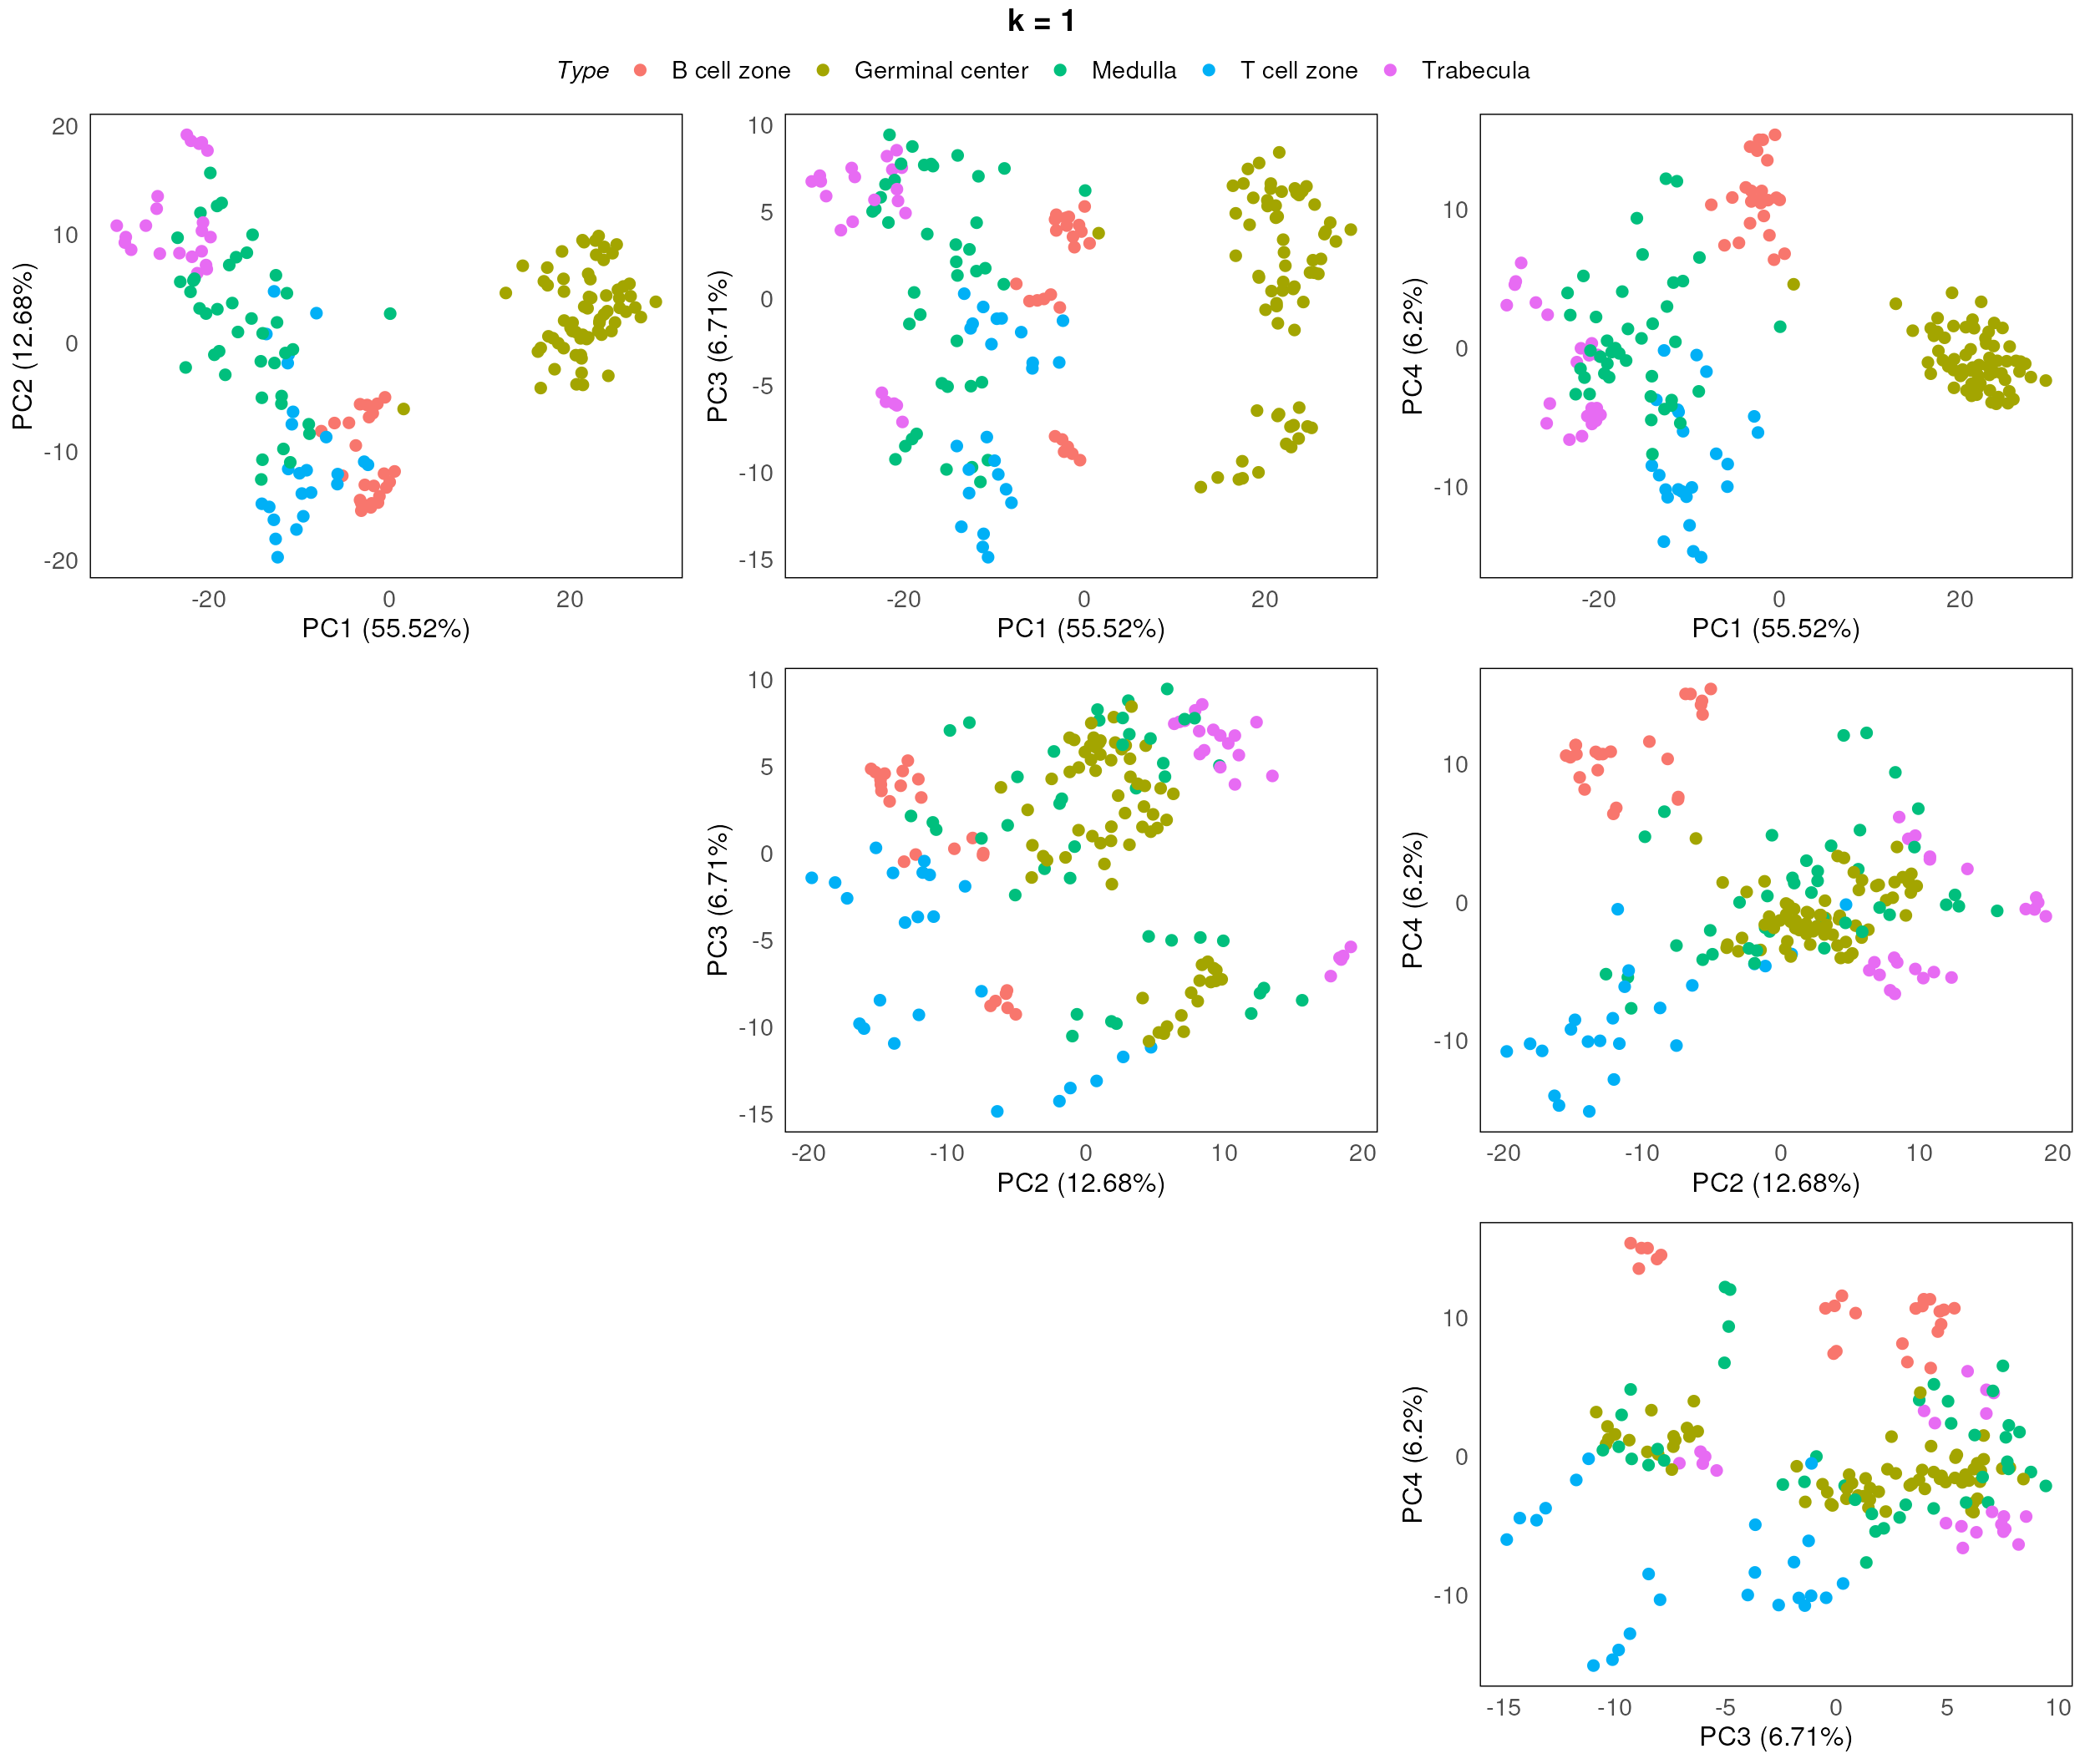 k = 1
Type B cell zone Germinal center Medulla T cell zone Trabecula
20
10
0
-10
-20
PC2 (12.68%)
-20 0 20
PC1 (55.52%)
10
5
0
-5
-10
-15
PC3 (6.71%)
-20 0 20
PC1 (55.52%)
10
0
-10
PC4 (6.2%)
-20 0 20
PC1 (55.52%)
10
5
0
-5
-10
-15
PC3 (6.71%)
-20 -10 0 10 20
PC2 (12.68%)
10
0
-10
PC4 (6.2%)
-20 -10 0 10 20
PC2 (12.68%)
10
0
-10
PC4 (6.2%)
-15 -10 -5 0 5 10
PC3 (6.71%)